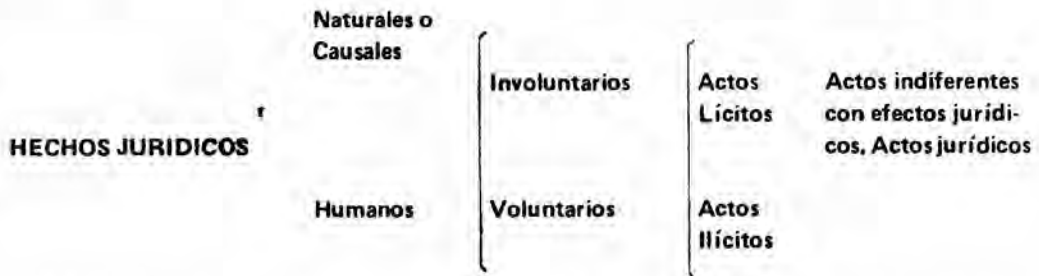 Naturales o
Causales
Involuntarios
Actos
Lícitos
Actos indiferentes
con efectos jurídi-
cos, Actos jurídicos
HECHOS JURIDICOS
Humanos
Voluntarios
Actos
Ilícitos